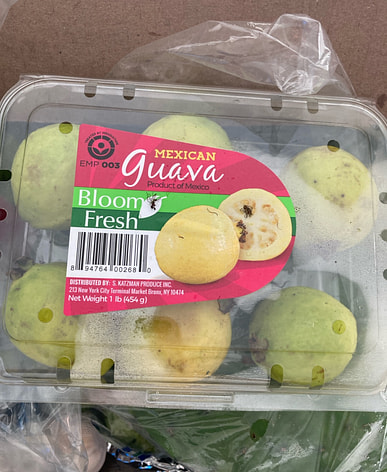 EMP 003
MEXICAN
Guava
Product of Mexico
Bloom
Fresh
8 94764 00268 0
DISTRIBUTED BY: S. KATZMAN PRODUCE INC.
213 New York City Terminal Market Bronx, NY 10474
Net Weight 1 lb (454 g)